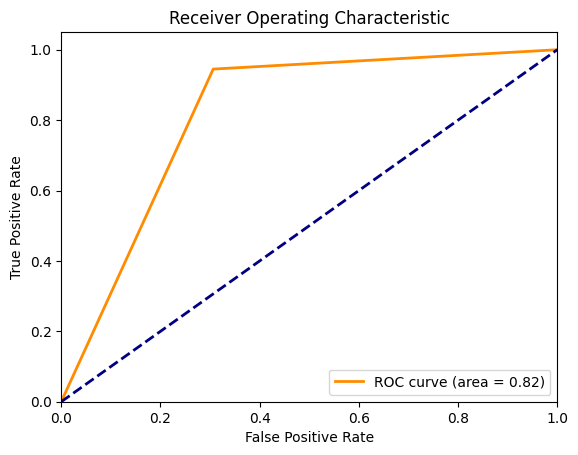 Receiver Operating Characteristic
True Positive Rate
1.0
0.8
0.6
0.4
0.2
0.0
0.0 0.2 0.4 0.6 0.8 1.0
False Positive Rate
ROC curve (area = 0.82)